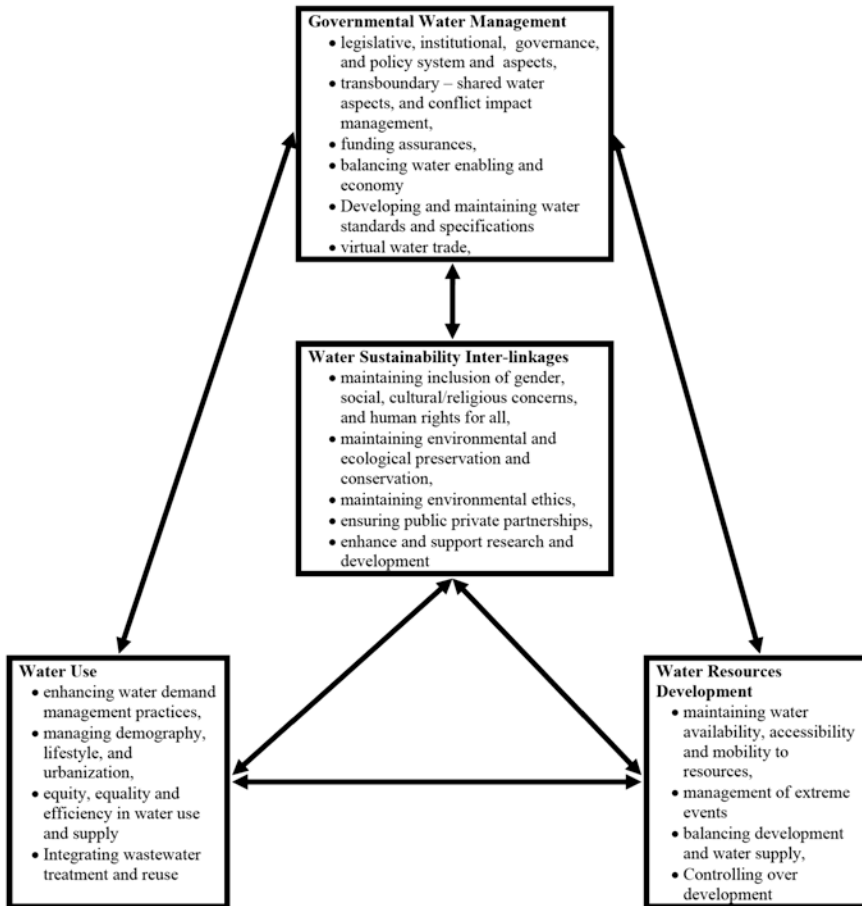 Governmental Water Management
• legislative, institutional, governance,
and policy system and aspects,
• transboundary – shared water
aspects, and conflict impact
management,
• funding assurances,
• balancing water enabling and
economy
• Developing and maintaining water
standards and specifications
• virtual water trade,
Water Sustainability Inter-linkages
• maintaining inclusion of gender,
social, cultural/religious concerns,
and human rights for all,
• maintaining environmental and
ecological preservation and
conservation,
• maintaining environmental ethics,
• ensuring public private partnerships,
• enhance and support research and
development
Water Use
• enhancing water demand
management practices,
• managing demography,
lifestyle, and
urbanization,
• equity, equality and
efficiency in water use
and supply
• Integrating wastewater
treatment and reuse
Water Resources
Development
• maintaining water
availability, accessibility
and mobility to
resources,
• management of extreme
events
• balancing development
and water supply,
• Controlling over
development